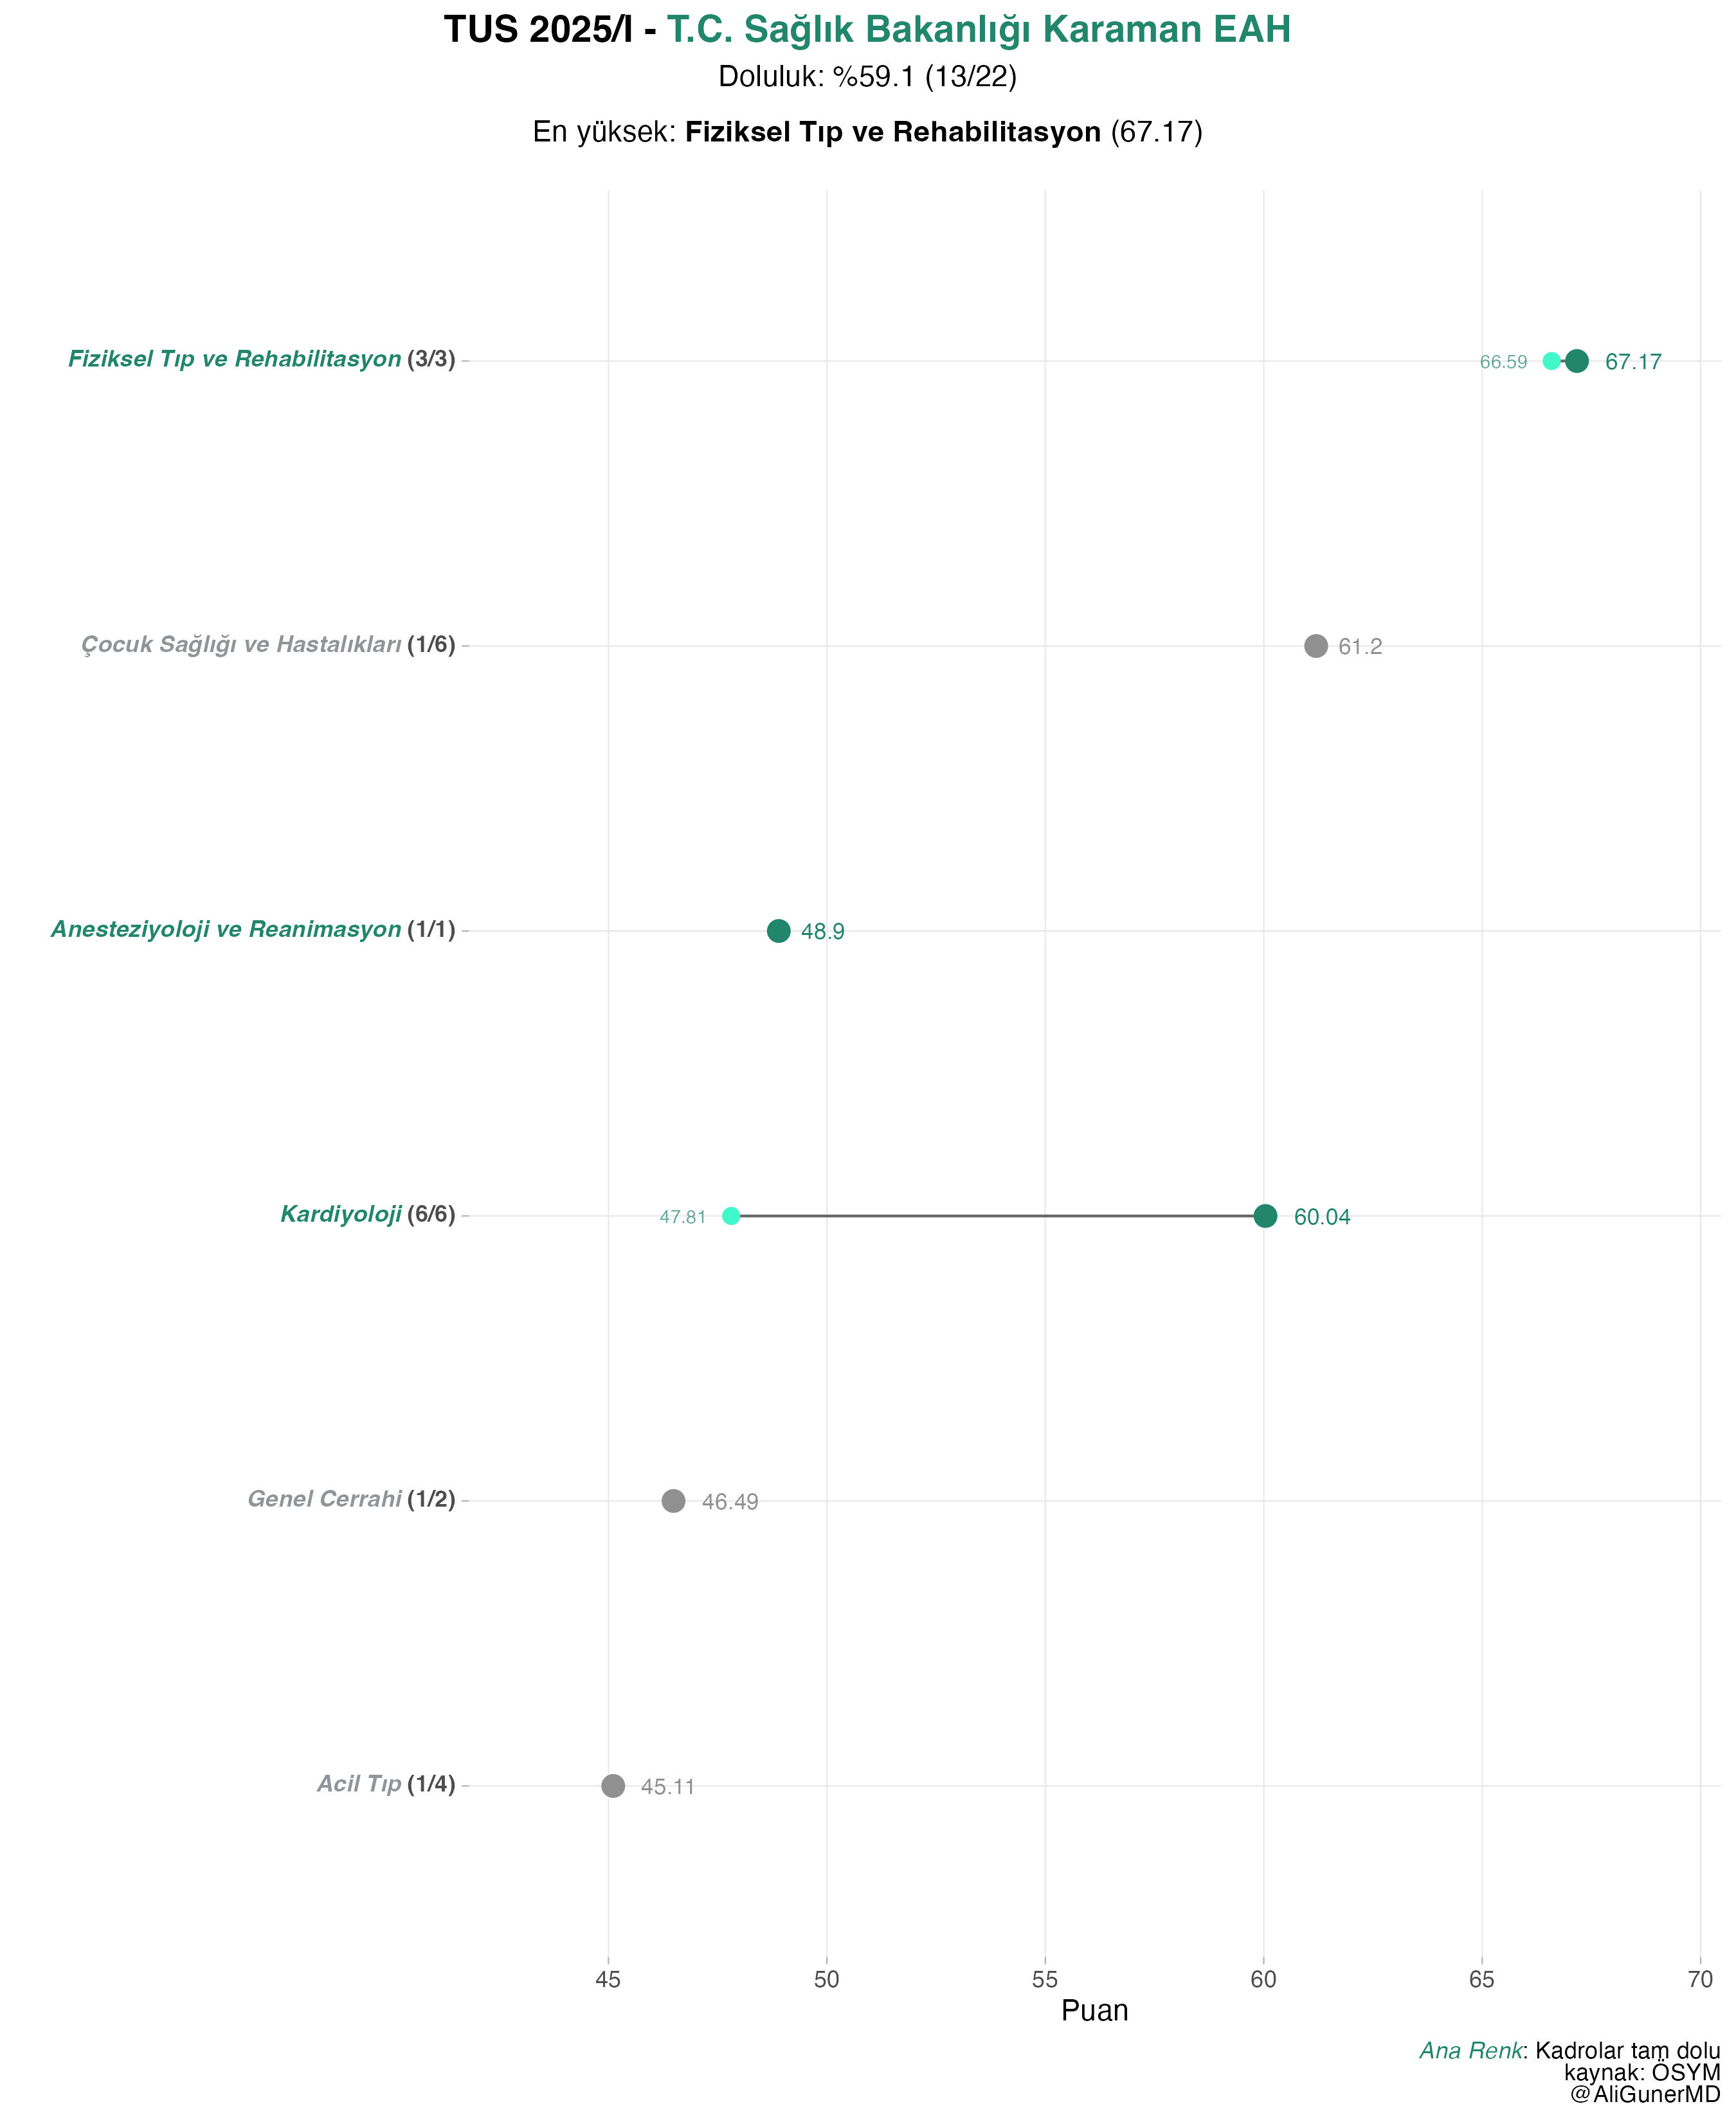 TUS 2025/I - T.C. Sağlık Bakanlığı Karaman EAH
Doluluk: %59.1 (13/22)
En yüksek: Fiziksel Tıp ve Rehabilitasyon (67.17)
Fiziksel Tıp ve Rehabilitasyon (3/3)
66.59
67.17
Çocuk Sağlığı ve Hastalıkları (1/6)
61.2
Anesteziyoloji ve Reanimasyon (1/1)
48.9
Kardiyoloji (6/6)
47.81
60.04
Genel Cerrahi (1/2)
46.49
Acil Tıp (1/4)
45.11
45 50 55 60 65 70
Puan
Ana Renk: Kadrolar tam dolu
kaynak: ÖSYM
@AliGunerMD